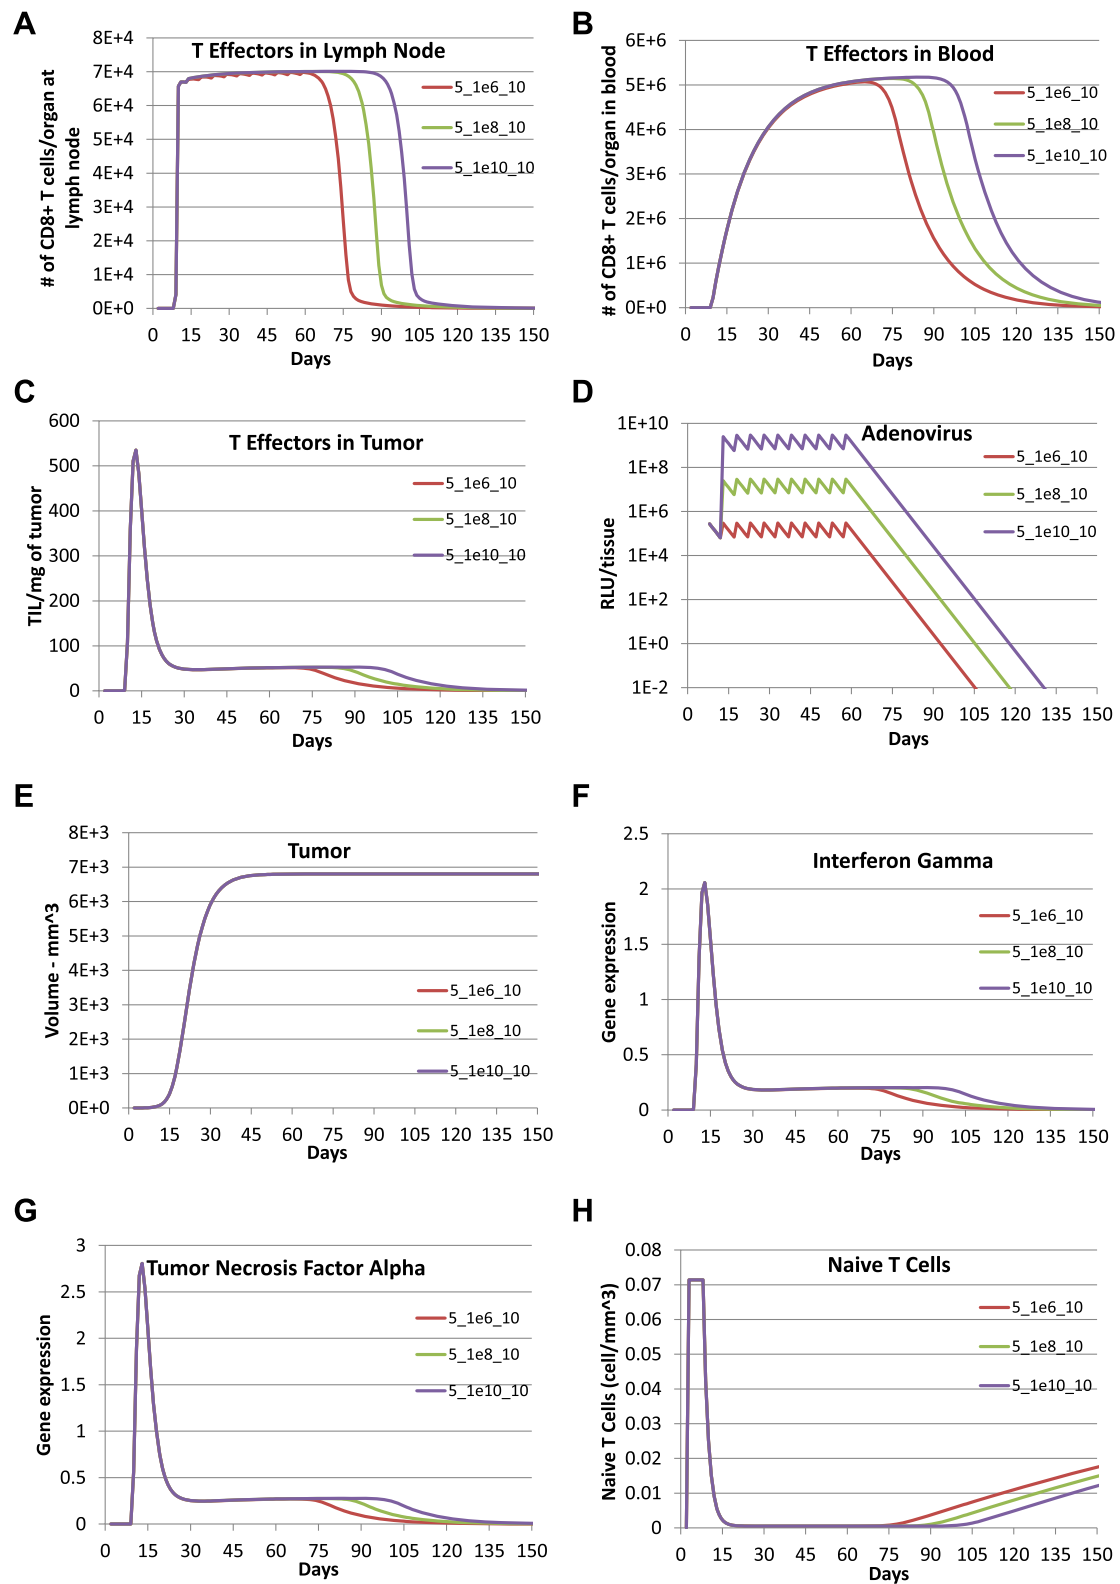 A
T Effectors in Lymph Node
# of CD8+ T cells/organ at
lymph node
8E+4
7E+4
6E+4
5E+4
4E+4
3E+4
2E+4
1E+4
0E+0
5_1e6_10
5_1e8_10
5_1e10_10
0 15 30 45 60 75 90 105 120 135 150
Days
B
T Effectors in Blood
# of CD8+ T cells/organ in blood
6E+6
5E+6
4E+6
3E+6
2E+6
1E+6
0E+0
5_1e6_10
5_1e8_10
5_1e10_10
0 15 30 45 60 75 90 105 120 135 150
Days
C
T Effectors in Tumor
TIL/mg of tumor
600
500
400
300
200
100
0
5_1e6_10
5_1e8_10
5_1e10_10
0 15 30 45 60 75 90 105 120 135 150
Days
D
Adenovirus
RLU/tissue
1E+10
1E+8
1E+6
1E+4
1E+2
1E+0
1E-2
5_1e6_10
5_1e8_10
5_1e10_10
0 15 30 45 60 75 90 105 120 135 150
Days
E
Tumor
Volume - mm^3
8E+3
7E+3
6E+3
5E+3
4E+3
3E+3
2E+3
1E+3
0E+0
5_1e6_10
5_1e8_10
5_1e10_10
0 15 30 45 60 75 90 105 120 135 150
Days
F
Interferon Gamma
Gene expression
2.5
2
1.5
1
0.5
0
5_1e6_10
5_1e8_10
5_1e10_10
0 15 30 45 60 75 90 105 120 135 150
Days
G
Tumor Necrosis Factor Alpha
Gene expression
3
2.5
2
1.5
1
0.5
0
5_1e6_10
5_1e8_10
5_1e10_10
0 15 30 45 60 75 90 105 120 135 150
Days
H
Naive T Cells
Naive T Cells (cell/mm^3)
0.08
0.07
0.06
0.05
0.04
0.03
0.02
0.01
0
5_1e6_10
5_1e8_10
5_1e10_10
0 15 30 45 60 75 90 105 120 135 150
Days